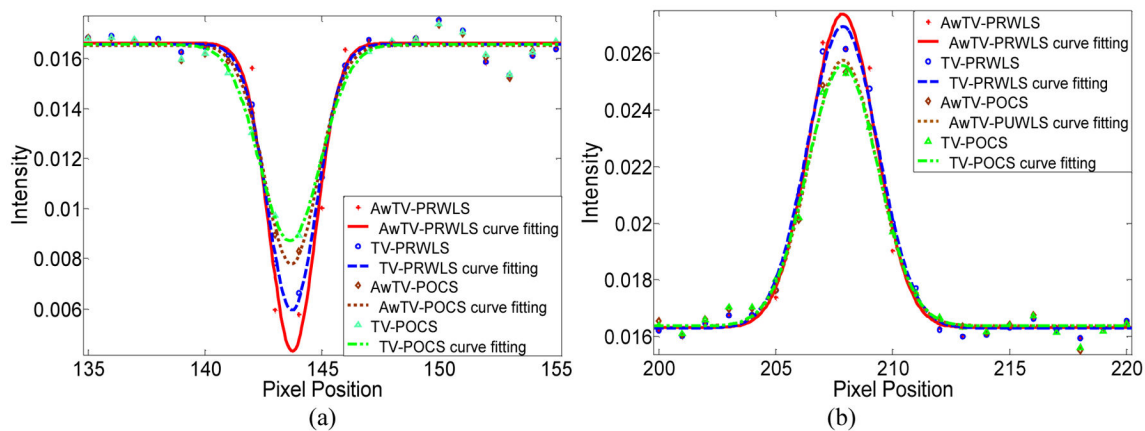 (a)
Intensity
0.016
0.014
0.012
0.01
0.008
0.006
135 140 145 150 155
Pixel Position
AwTV-PRWLS
AwTV-PRWLS curve fitting
TV-PRWLS
TV-PRWLS curve fitting
AwTV-POCS
AwTV-POCS curve fitting
TV-POCS
TV-POCS curve fitting
(b)
Intensity
0.026
0.024
0.022
0.02
0.018
0.016
200 205 210 215 220
Pixel Position
AwTV-PRWLS
AwTV-PRWLS curve fitting
TV-PRWLS
TV-PRWLS curve fitting
AwTV-POCS
AwTV-PUWLS curve fitting
TV-POCS
TV-POCS curve fitting